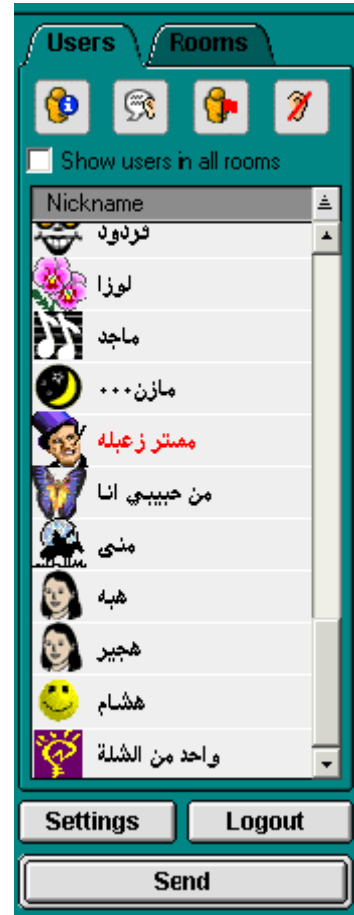 Users Rooms
Show users in all rooms
Nickname
قردود
لوزا
ماجد
مازن...
مستر زعبله
من حبيبي انا
منى
هبه
هجير
هشام
واحد من الشلة
Settings Logout
Send